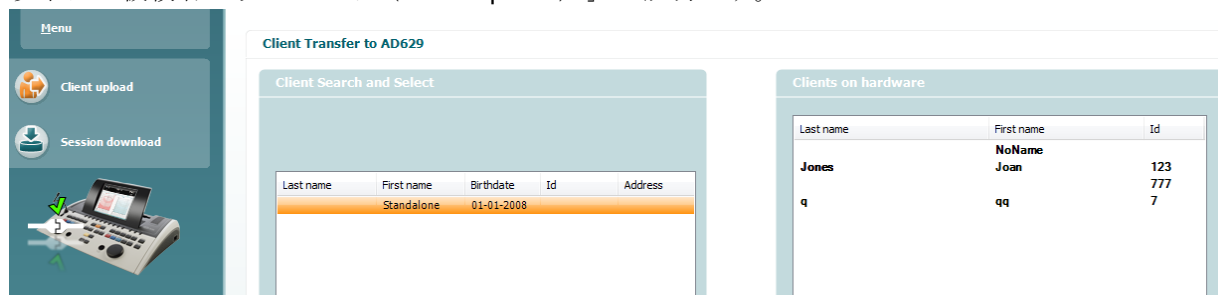 Menu
Client upload
Session download
Client Transfer to AD629
Client Search and Select
Last name First name Birthdate Id Address
Standalone 01-01-2008
Clients on hardware
Last name First name Id
NoName
Jones Joan 123
777
q qq 7